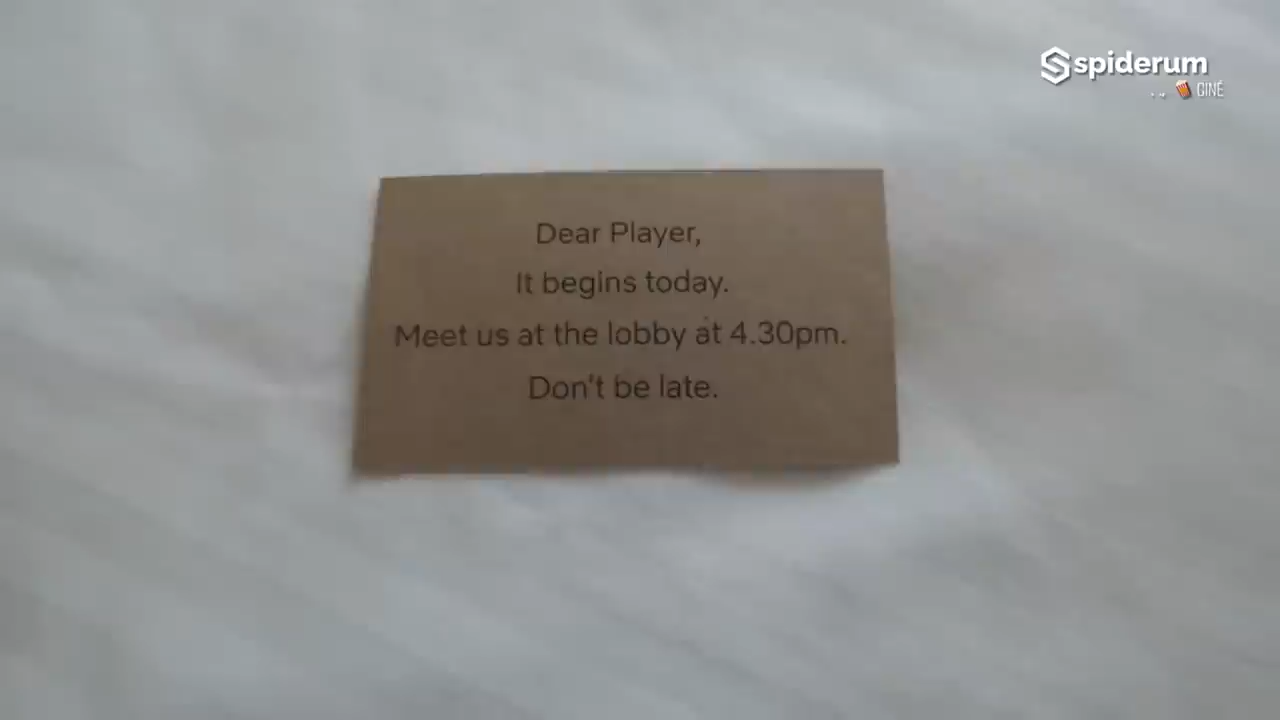 spiderum
CINÉ
Dear Player,
It begins today.
Meet us at the lobby at 4.30pm.
Don't be late.